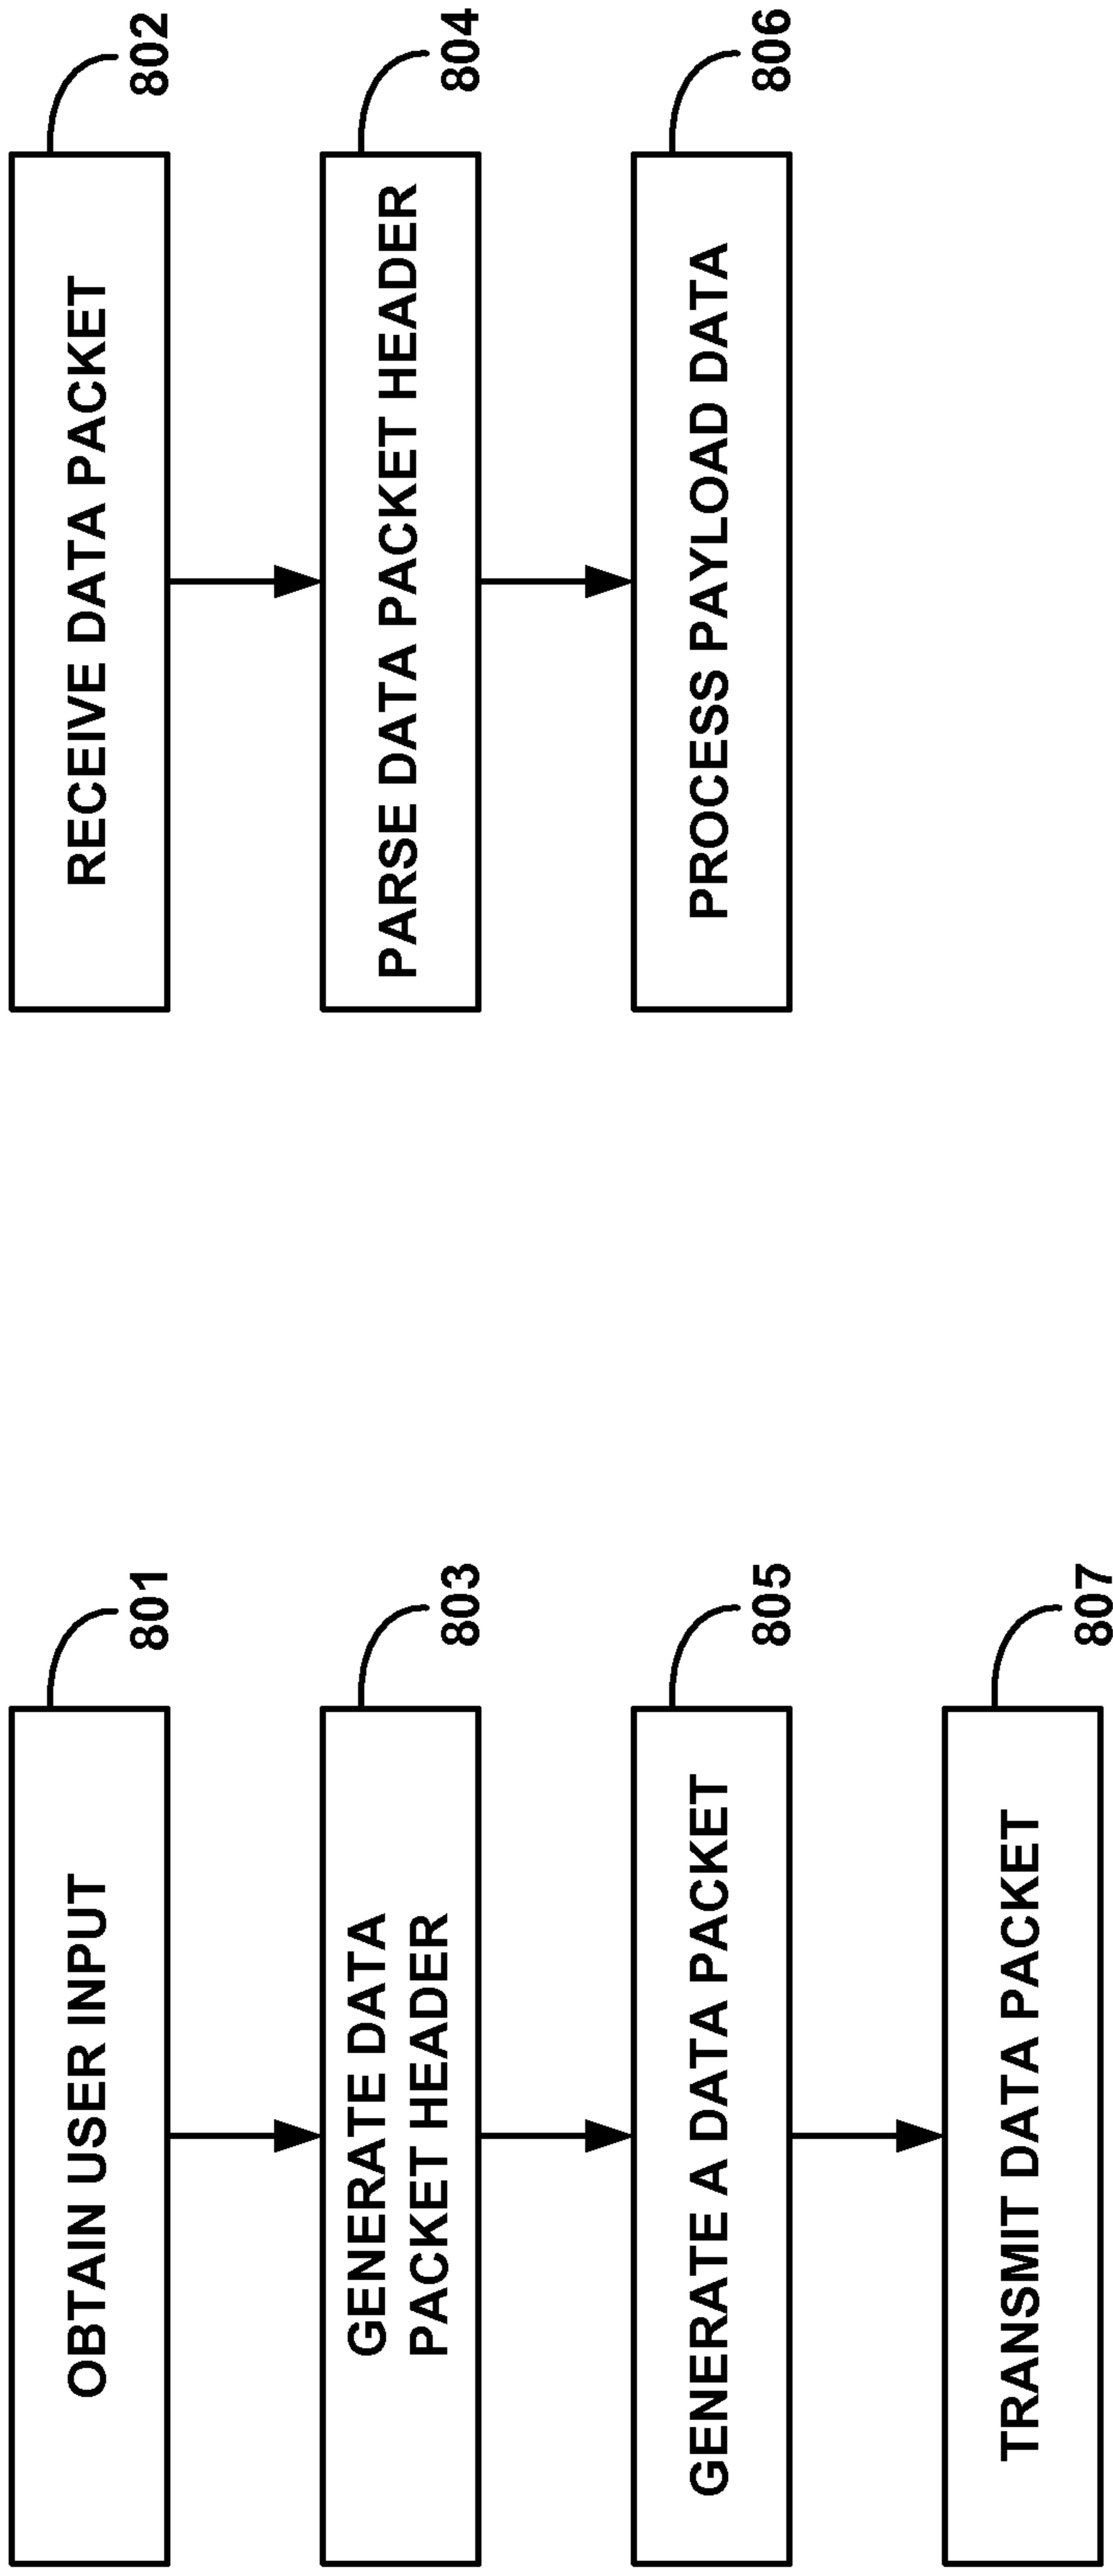 OBTAIN USER INPUT
801
GENERATE DATA
PACKET HEADER
803
GENERATE A DATA PACKET
805
TRANSMIT DATA PACKET
807
RECEIVE DATA PACKET
802
PARSE DATA PACKET HEADER
804
PROCESS PAYLOAD DATA
806